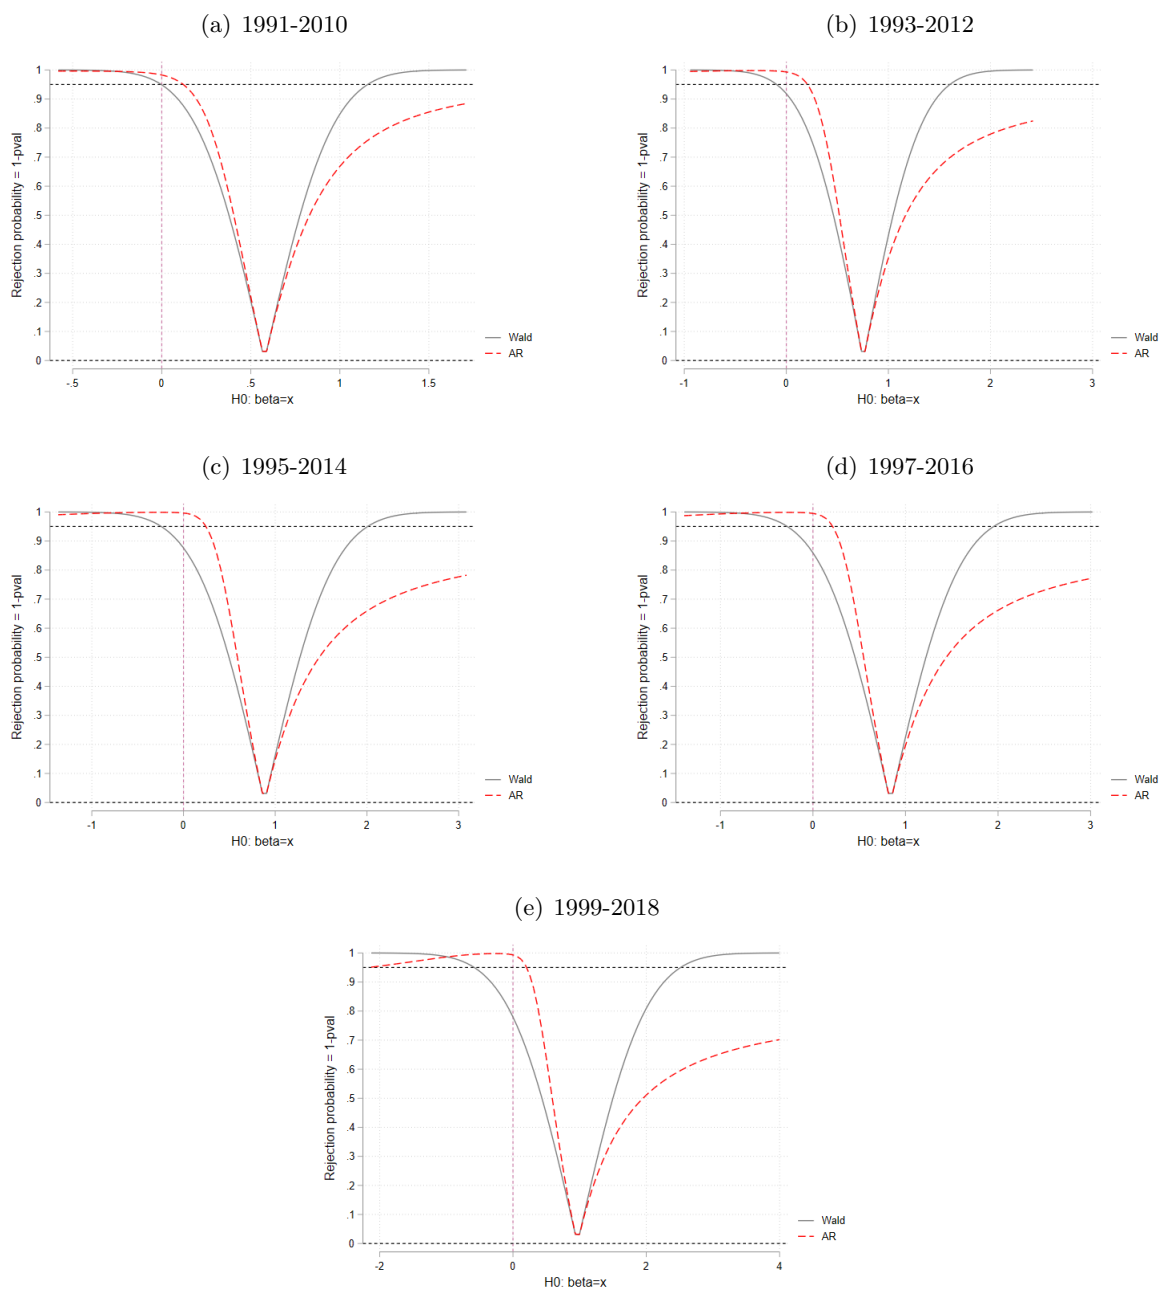 (a) 1991-2010
Rejection probability = 1-pval
1
.9
.8
.7
.6
.5
.4
.3
.2
.1
0
-.5 0 .5 1 1.5
H0: beta=x
Wald
AR
(b) 1993-2012
Rejection probability = 1-pval
1
.9
.8
.7
.6
.5
.4
.3
.2
.1
0
-1 0 1 2 3
H0: beta=x
Wald
AR
(c) 1995-2014
Rejection probability = 1-pval
1
.9
.8
.7
.6
.5
.4
.3
.2
.1
0
-1 0 1 2 3
H0: beta=x
Wald
AR
(d) 1997-2016
Rejection probability = 1-pval
1
.9
.8
.7
.6
.5
.4
.3
.2
.1
0
-1 0 1 2 3
H0: beta=x
Wald
AR
(e) 1999-2018
Rejection probability = 1-pval
1
.9
.8
.7
.6
.5
.4
.3
.2
.1
0
-2 0 2 4
H0: beta=x
Wald
AR